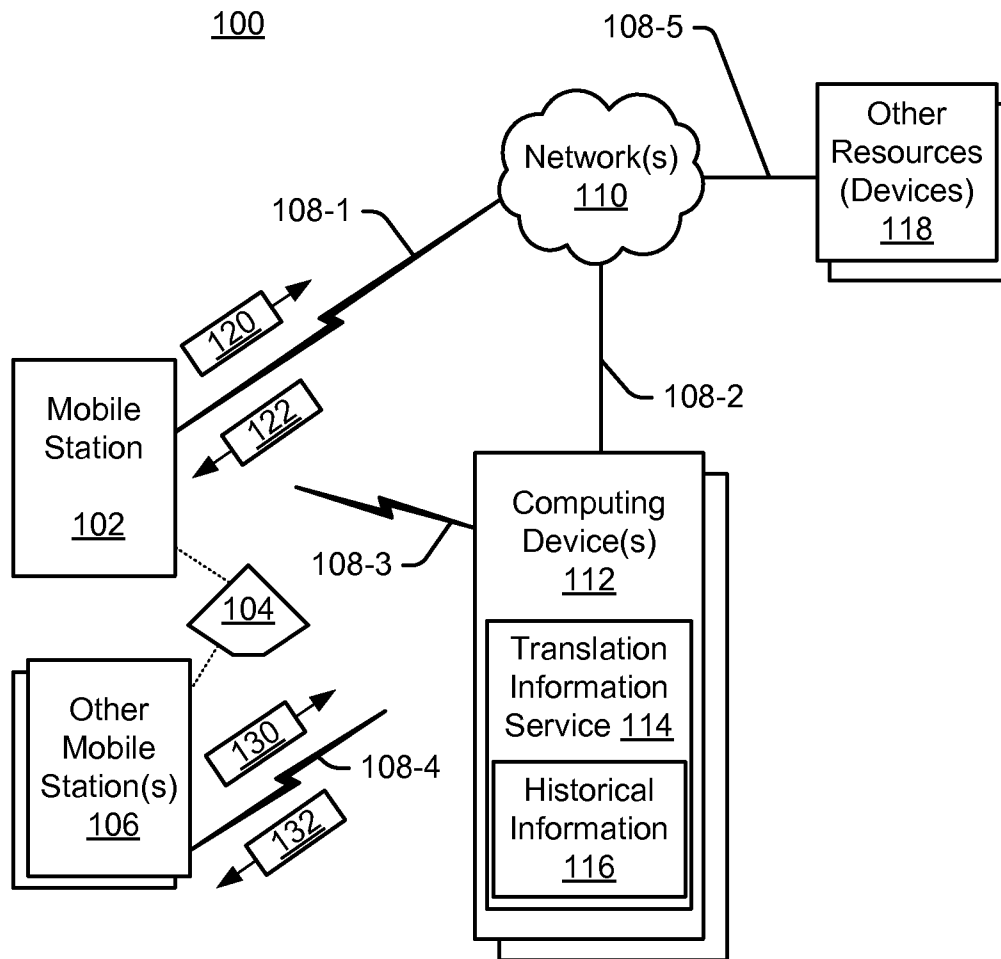 100
108-5
Other
Resources
(Devices)
118
Network(s)
110
108-1
120
122
108-2
Mobile
Station
102
Computing
Device(s)
112
108-3
104
Translation
Information
Service 114
Other
Mobile
Station(s)
106
130
108-4
132
Historical
Information
116